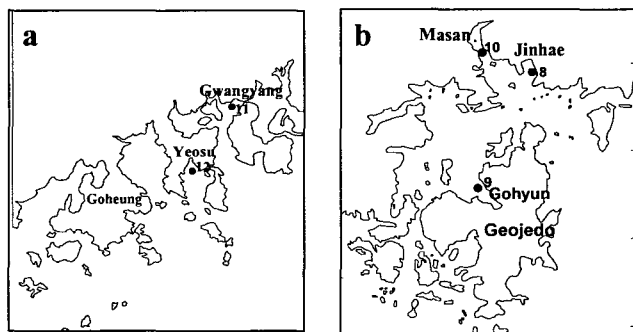 a
Gwangyang
11
Yeosu
12
Goheung
b
Masan
10
Jinhae
8
9
Gohyun
Geojedo